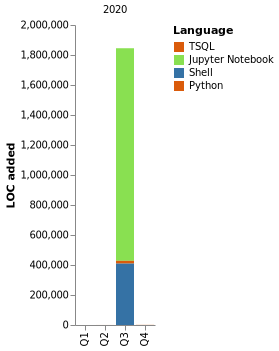 2020
Language
TSQL
Jupyter Notebook
Shell
Python
LOC added
2,000,000
1,800,000
1,600,000
1,400,000
1,200,000
1,000,000
800,000
600,000
400,000
200,000
0
Q1
Q2
Q3
Q4